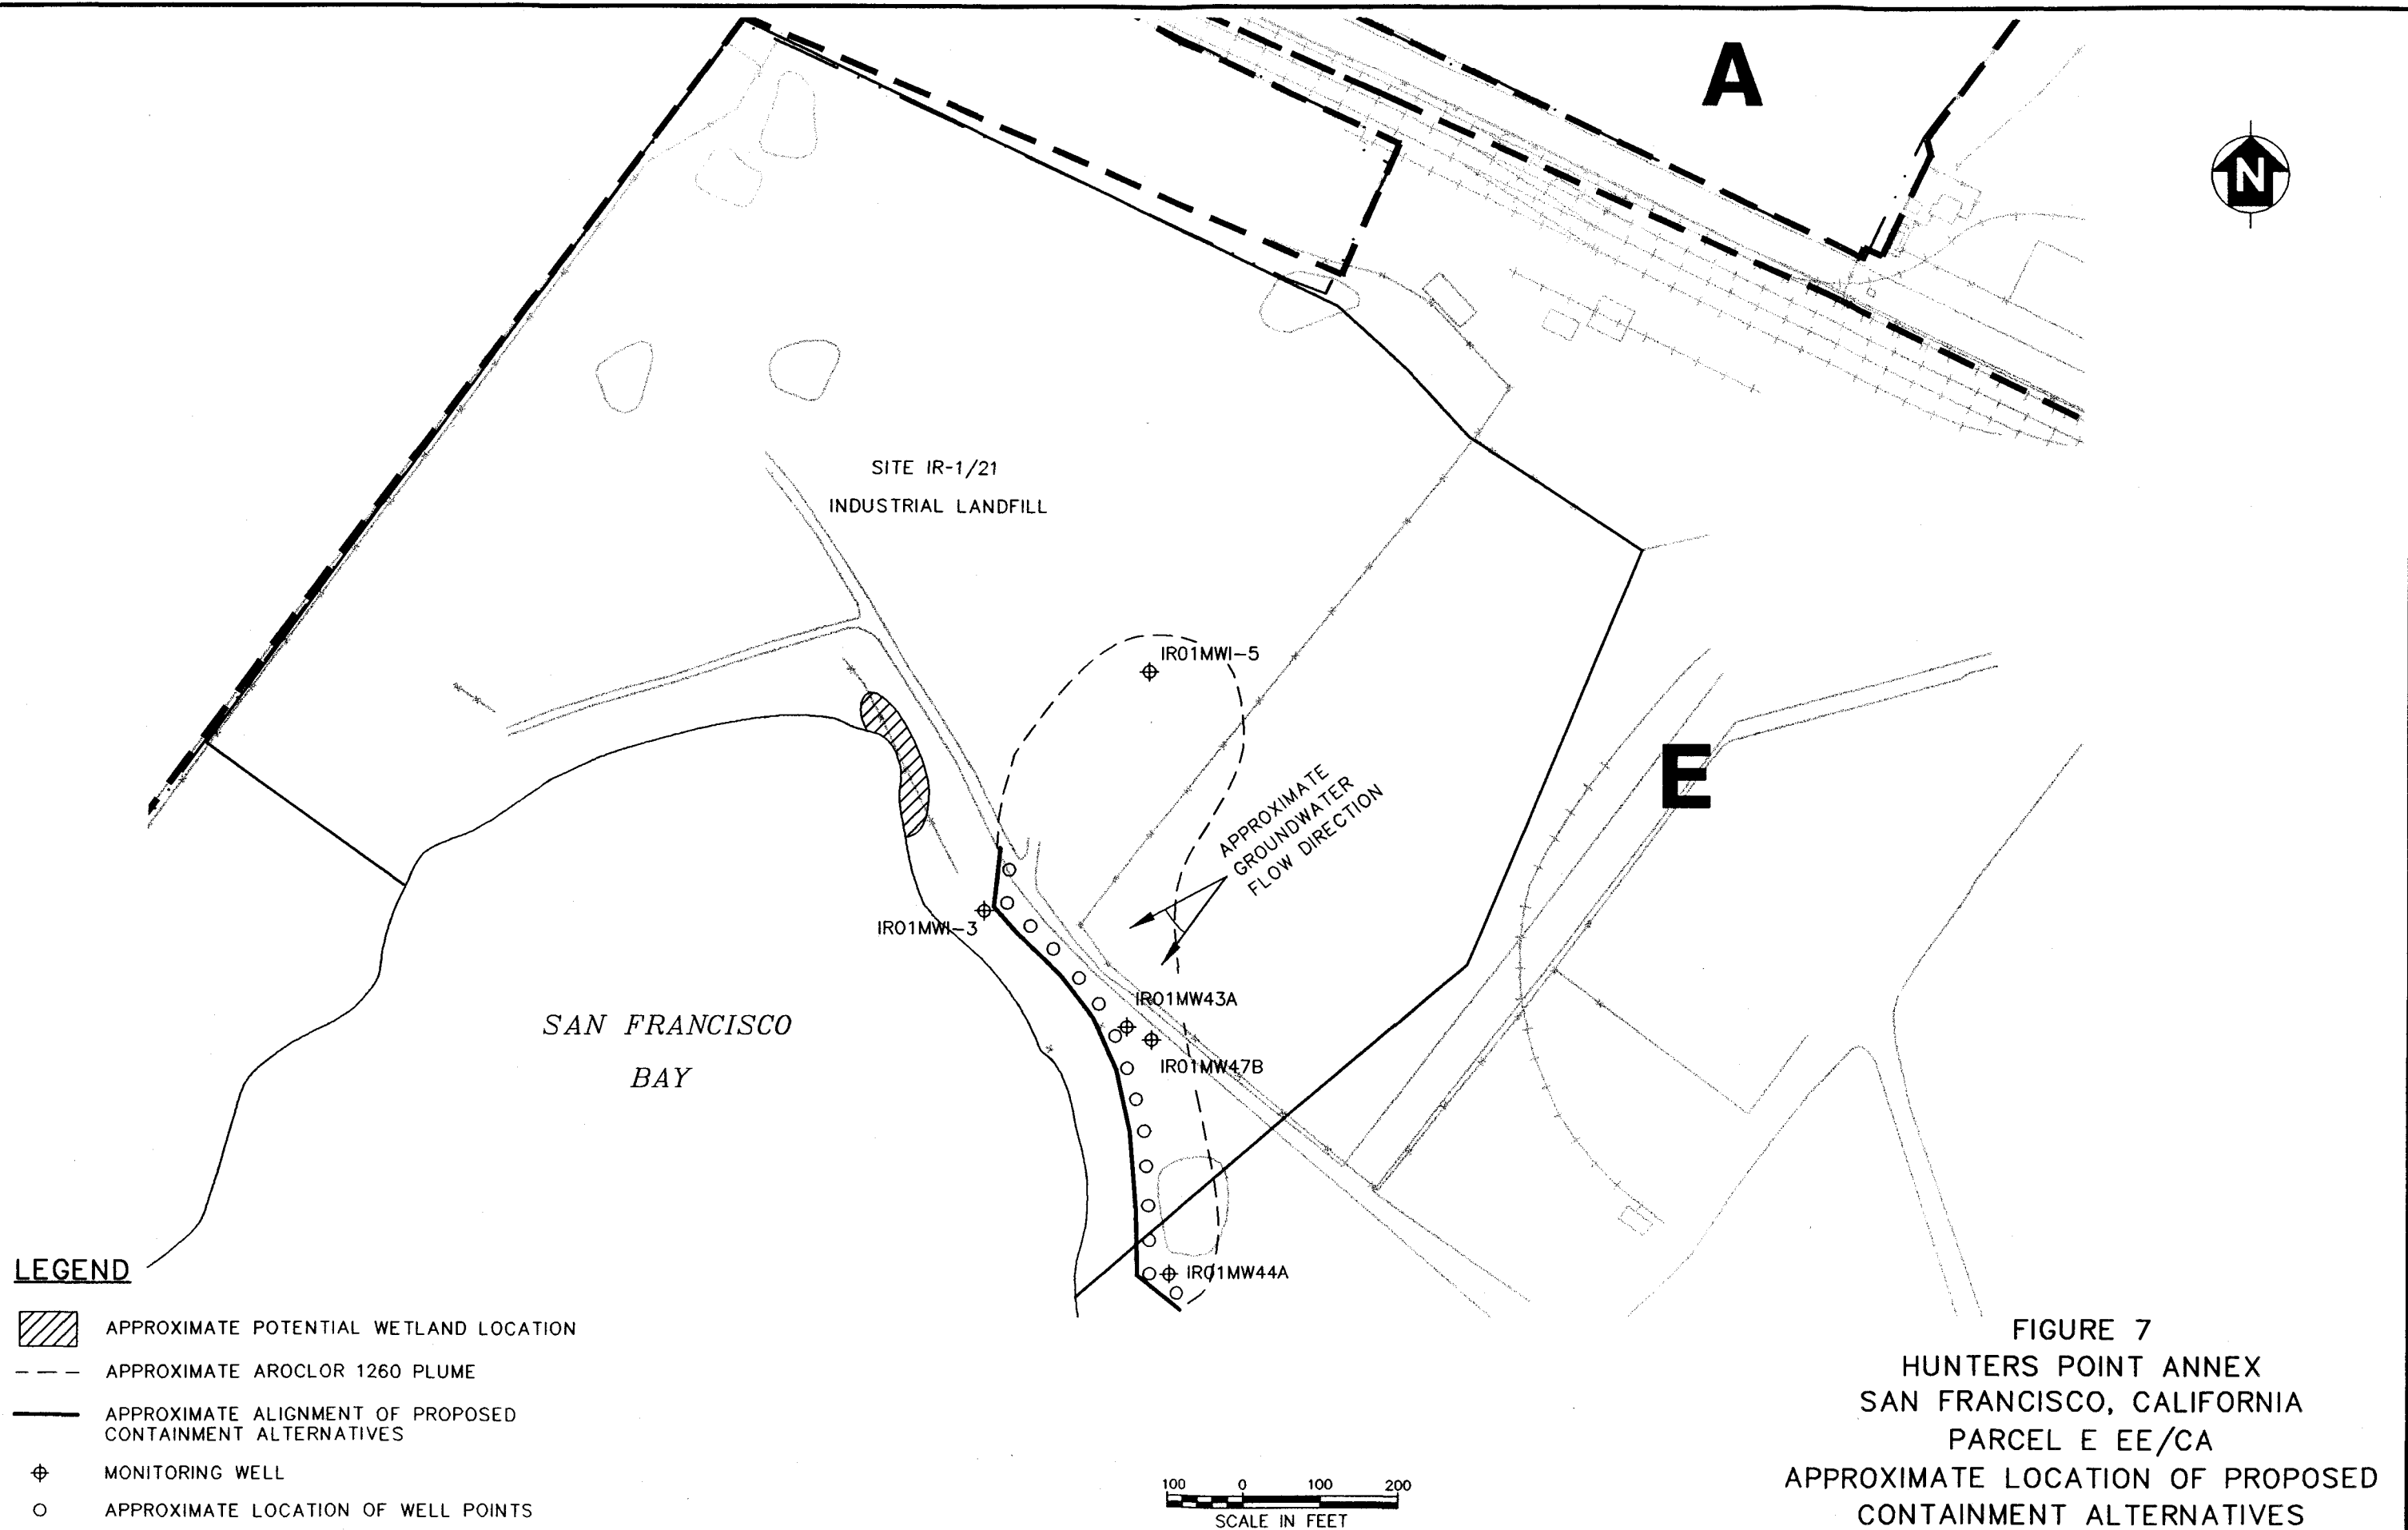 A
N
SITE IR-1/21
INDUSTRIAL LANDFILL
IR01MWI-5
E
APPROXIMATE
GROUNDWATER
FLOW DIRECTION
IR01MWI-3
IR01MW43A
SAN FRANCISCO
BAY
IR01MW47B
IR01MW44A
LEGEND
APPROXIMATE POTENTIAL WETLAND LOCATION
APPROXIMATE AROCLOR 1260 PLUME
APPROXIMATE ALIGNMENT OF PROPOSED
CONTAINMENT ALTERNATIVES
MONITORING WELL
APPROXIMATE LOCATION OF WELL POINTS
100 0 100 200
SCALE IN FEET
FIGURE 7
HUNTERS POINT ANNEX
SAN FRANCISCO, CALIFORNIA
PARCEL E EE/CA
APPROXIMATE LOCATION OF PROPOSED
CONTAINMENT ALTERNATIVES